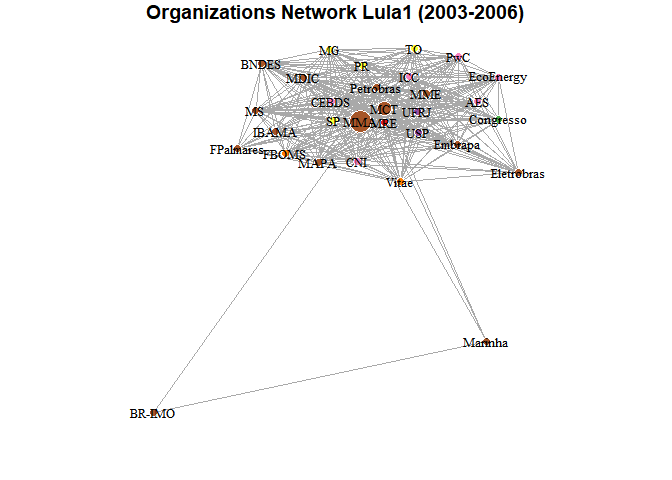 Organizations Network Lula1 (2003-2006)
MG
TO
PwC
BNDES
PR
MDIC
ICC
EcoEnergy
Petrobras
MME
CEBDS
AES
MS
MCT
UFRJ
SP
MMA
MRE
Congresso
IBAMA
USP
FPalmares
Embrapa
FBOMS
MAPA
CNI
Eletrobras
Vitae
Marinha
BR-IMO